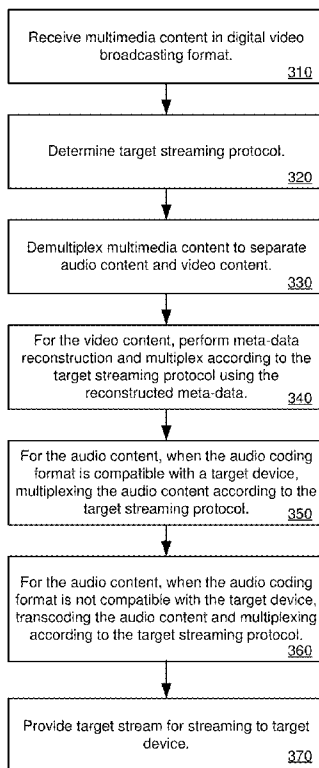 Receive multimedia content in digital video
broadcasting format.
310
Determine target streaming protocol.
320
Demultiplex multimedia content to separate
audio content and video content.
330
For the video content, perform meta-data
reconstruction and multiplex according to the
target streaming protocol using the
reconstructed meta-data.
340
For the audio content, when the audio coding
format is compatible with a target device,
multiplexing the audio content according to the
target streaming protocol.
350
For the audio content, when the audio coding
format is not compatible with the target device,
transcoding the audio content and multiplexing
according to the target streaming protocol.
360
Provide target stream for streaming to target
device.
370